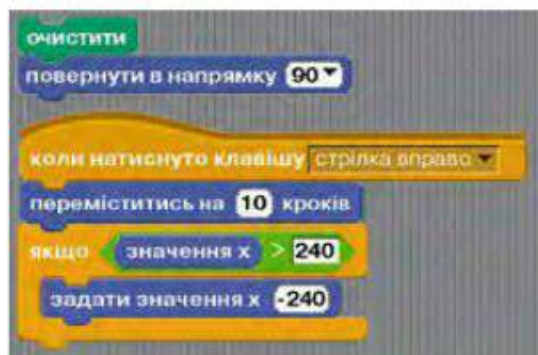 очистити
повернути в напрямку 90
коли натиснуто клавішу стрілка вправо
переміститись на 10 кроків
якщо значення x > 240
задати значення x -240